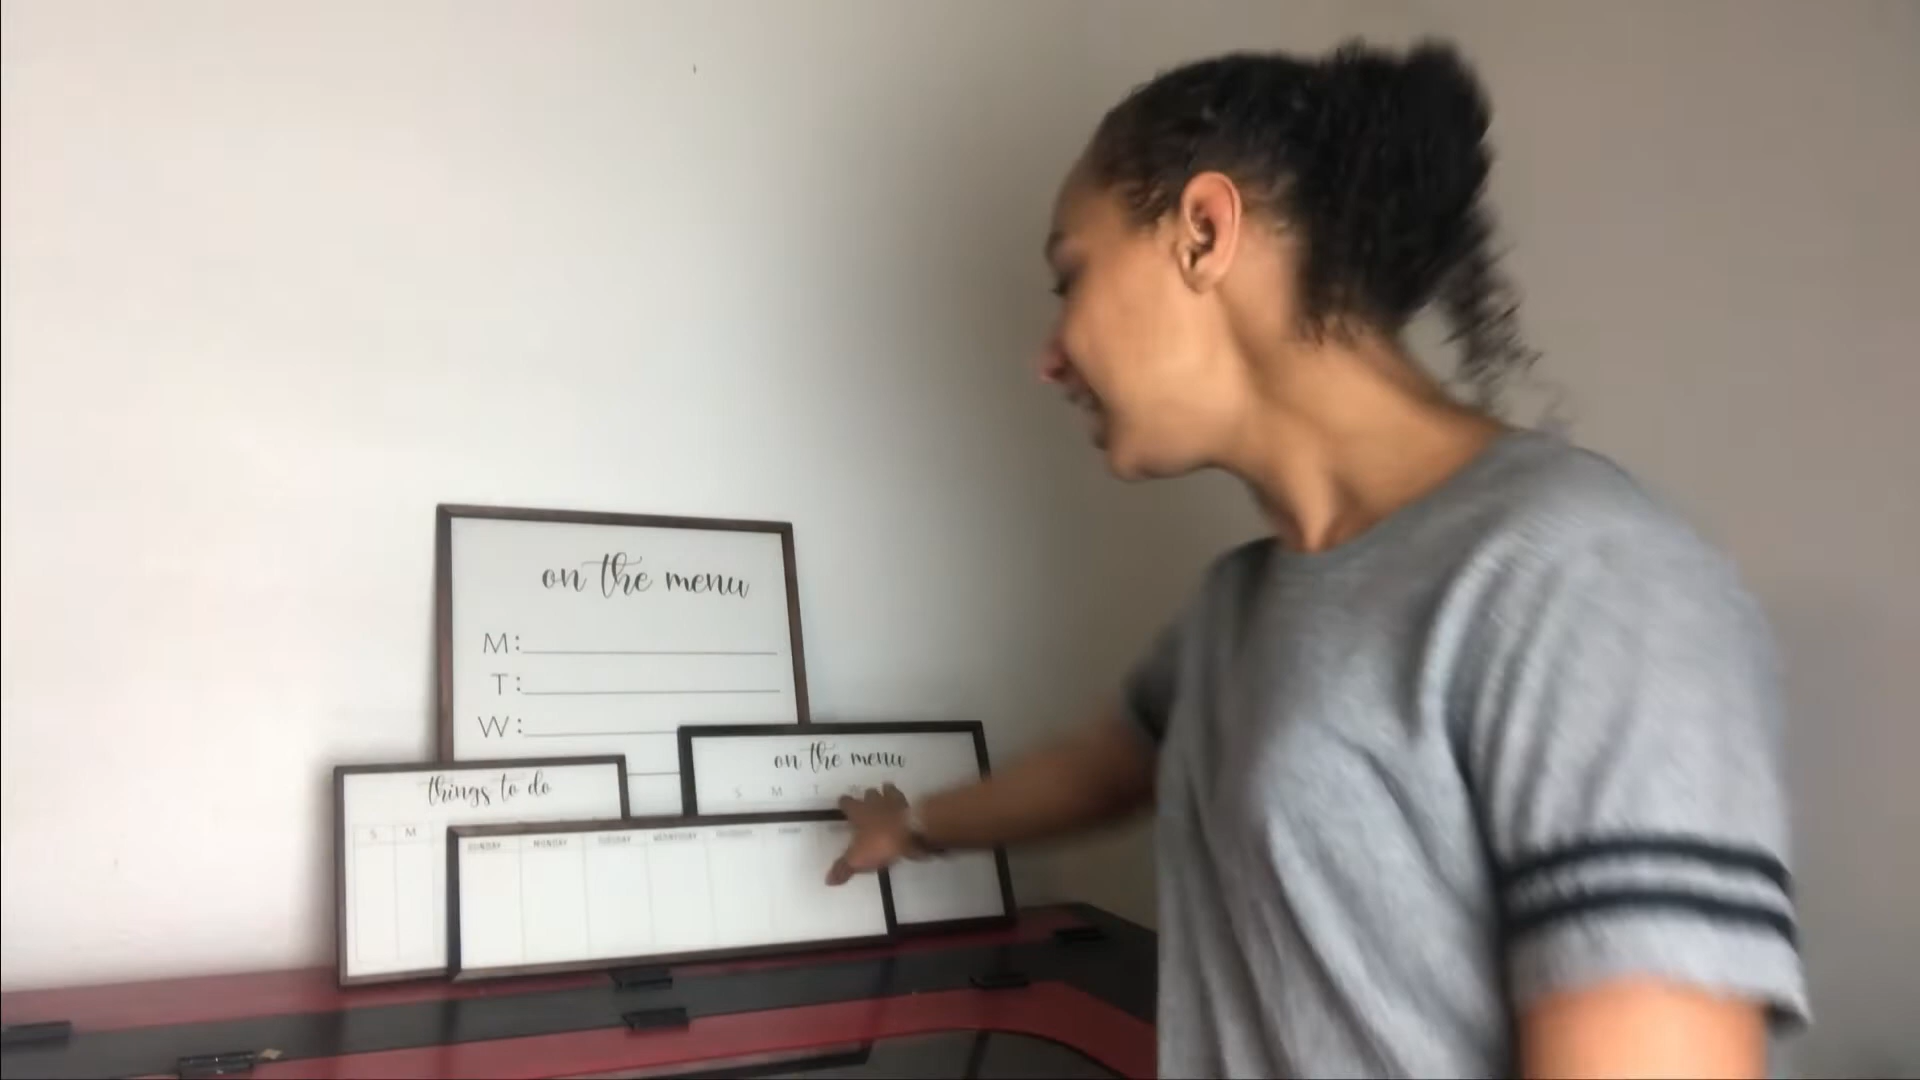 on the menu
M:
T:
W:
on the menu
S M T W
things to do
S M
SUNDAY MONDAY TUESDAY WEDNESDAY THURSDAY FRIDAY